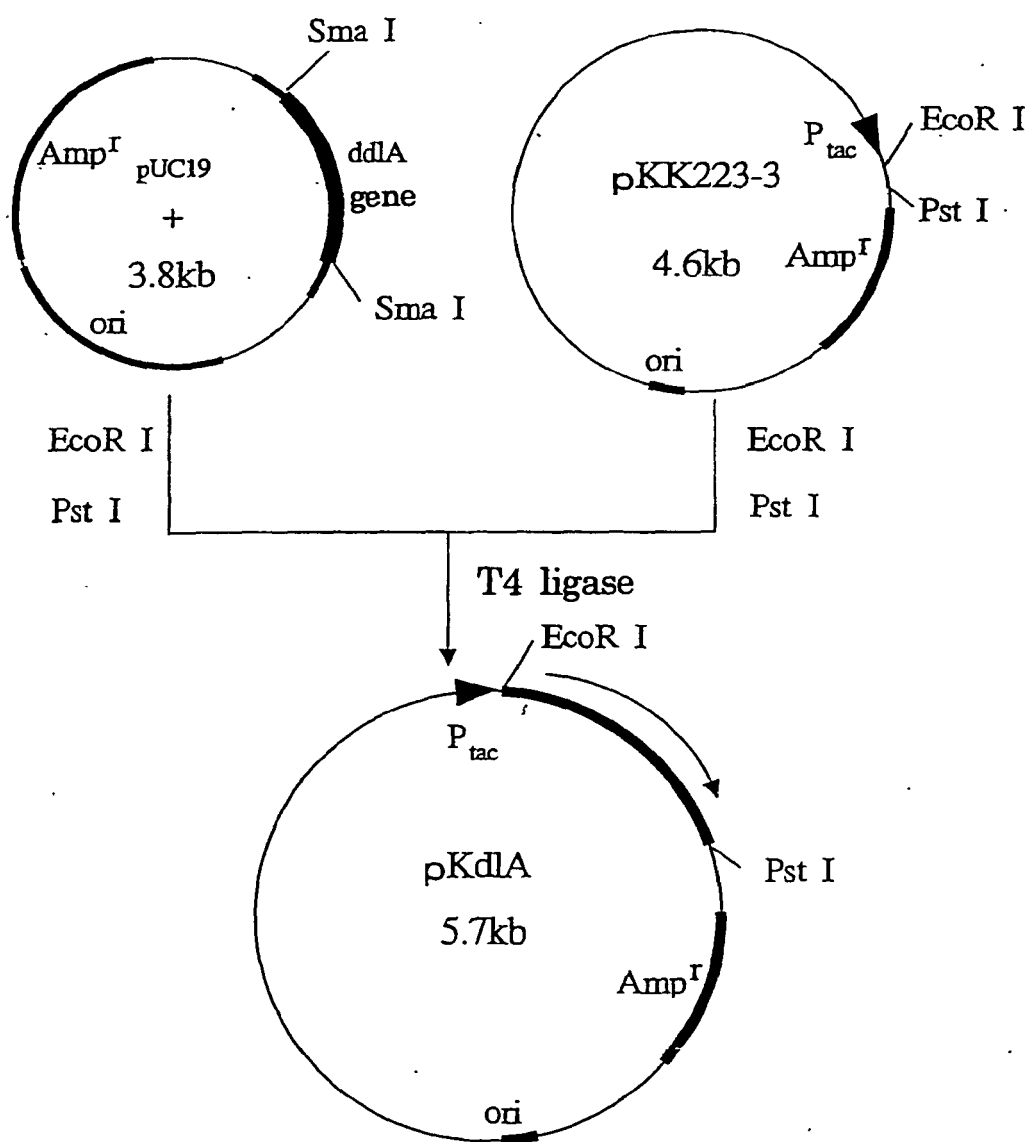 Sma I
Amp^r
pUC19
+
3.8kb
ori
ddlA
gene
Sma I
P_tac
EcoR I
pKK223-3
Pst I
4.6kb
Amp^r
ori
EcoR I
Pst I
EcoR I
Pst I
T4 ligase
EcoR I
P_tac
pKdlA
5.7kb
Pst I
Amp^r
ori